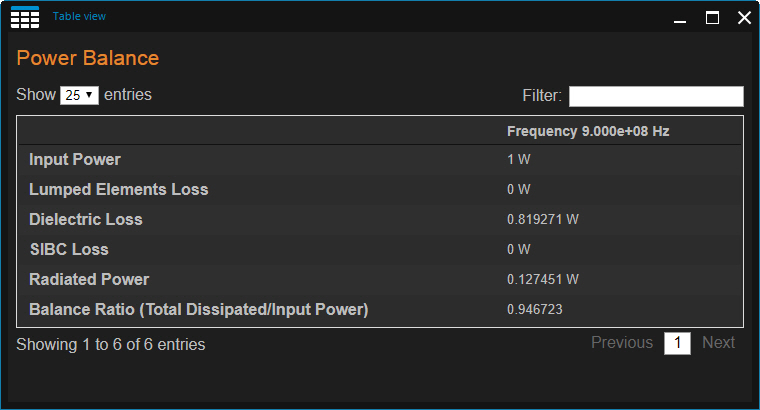 Table view
Power Balance
Show 25 entries Filter:
Frequency 9.000e+08 Hz
Input Power 1 W
Lumped Elements Loss 0 W
Dielectric Loss 0.819271 W
SIBC Loss 0 W
Radiated Power 0.127451 W
Balance Ratio (Total Dissipated/Input Power) 0.946723
Showing 1 to 6 of 6 entries Previous 1 Next